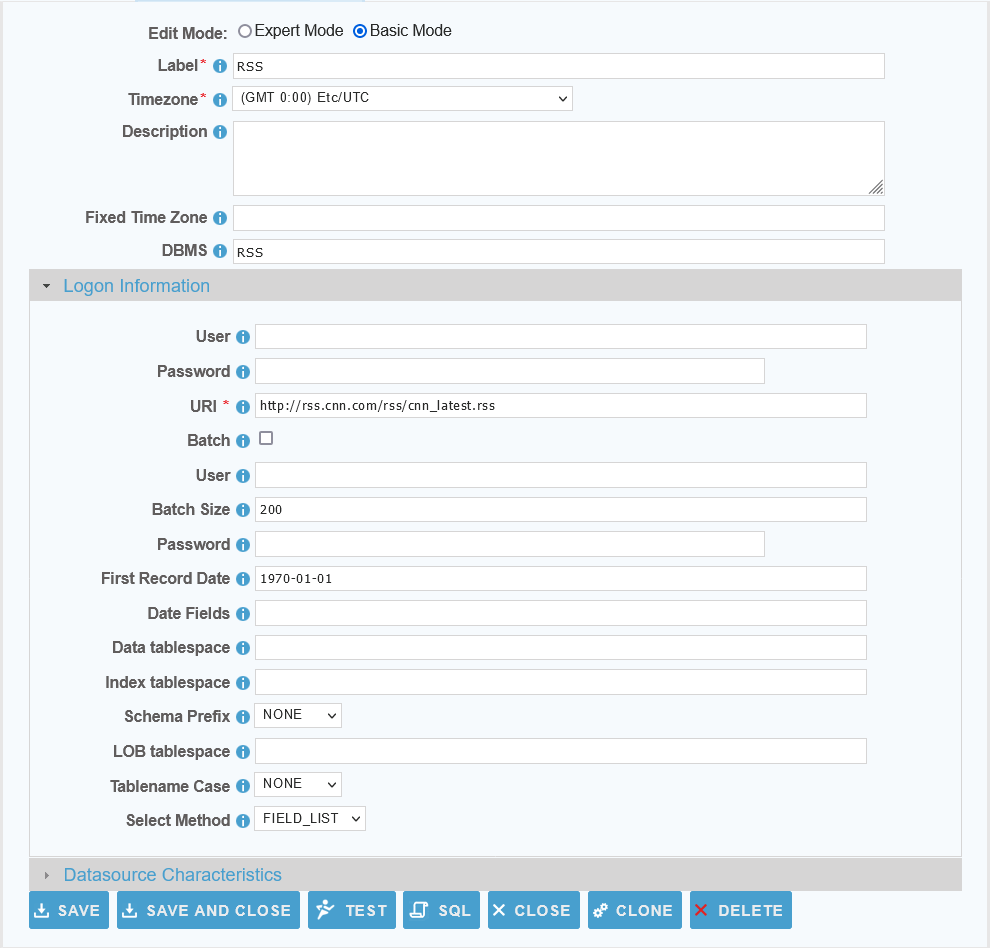 Edit Mode: Expert Mode Basic Mode
Label* RSS
Timezone* (GMT 0:00) Etc/UTC
Description
Fixed Time Zone
DBMS RSS
Logon Information
User
Password
URI * http://rss.cnn.com/rss/cnn_latest.rss
Batch
User
Batch Size 200
Password
First Record Date 1970-01-01
Date Fields
Data tablespace
Index tablespace
Schema Prefix NONE
LOB tablespace
Tablename Case NONE
Select Method FIELD_LIST
Datasource Characteristics
SAVE SAVE AND CLOSE TEST SQL CLOSE CLONE DELETE